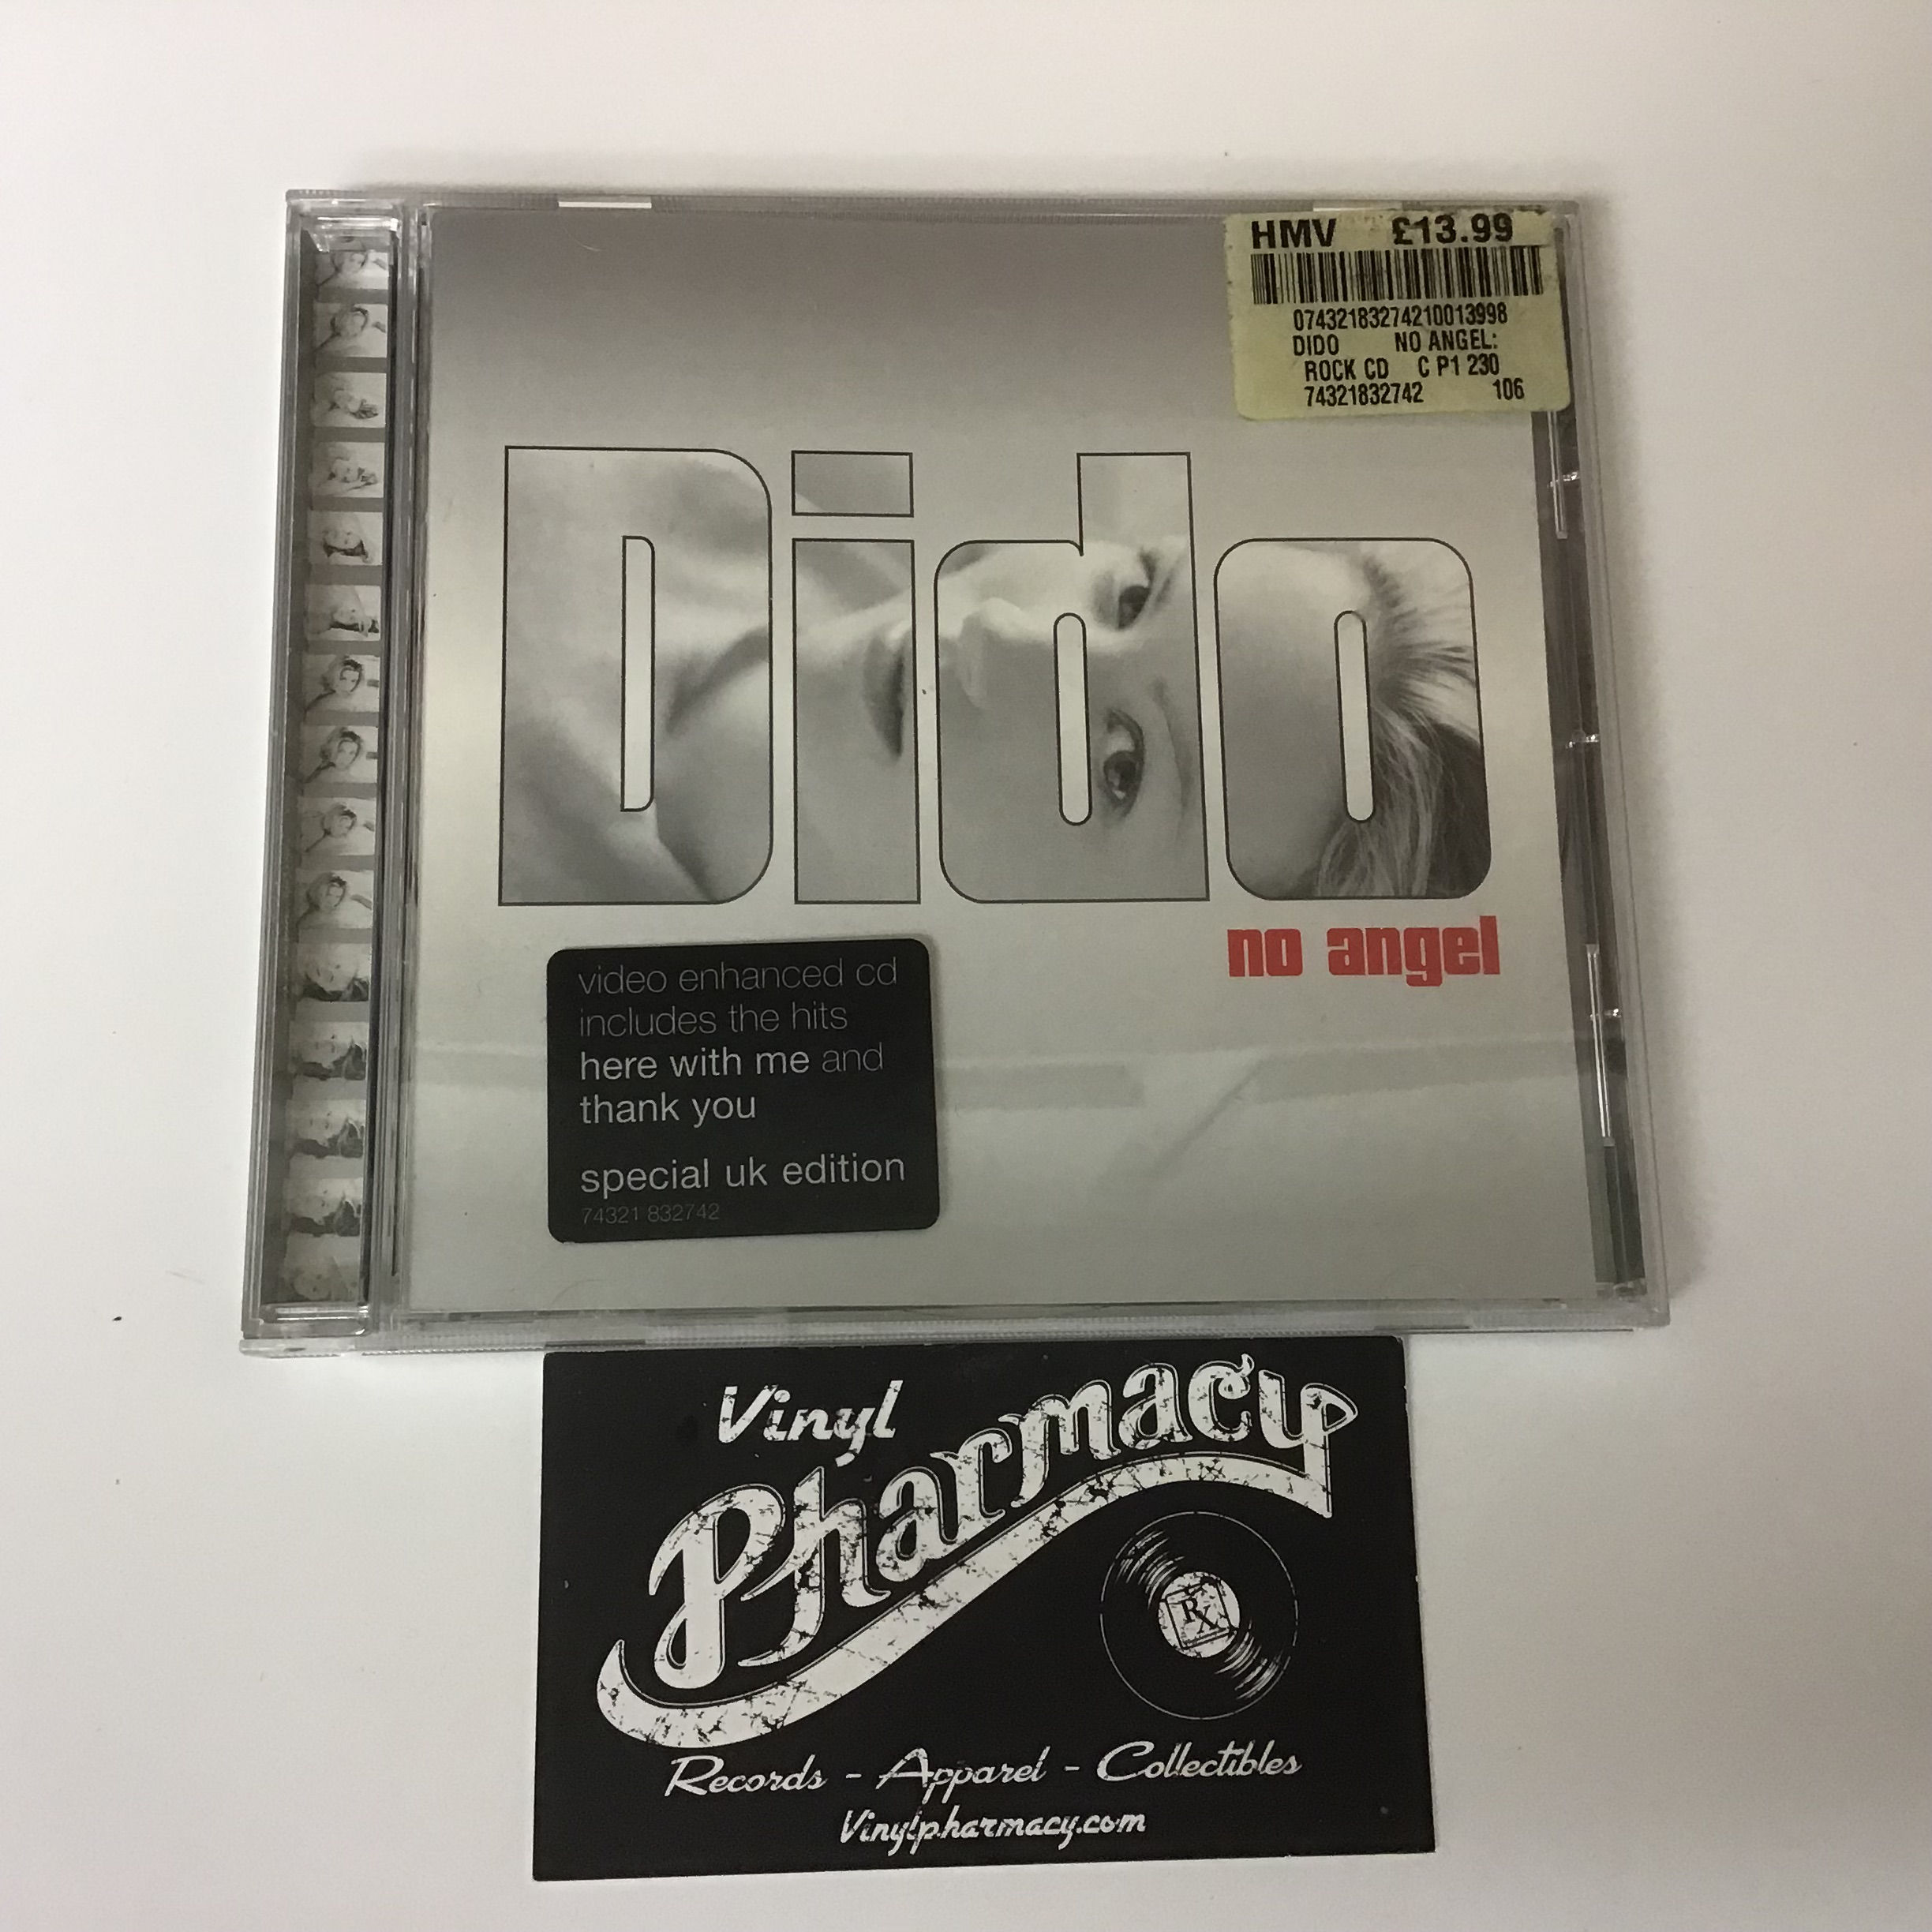 HMV £13.99
07432183274210013998
DIDO NO ANGEL:
ROCK CD C P1 230
74321832742 106
Dido
no angel
video enhanced cd
includes the hits
here with me and
thank you
special uk edition
74321 832742
Vinyl
Pharmacy
RX
Records - Apparel - Collectibles
Vinylpharmacy.com